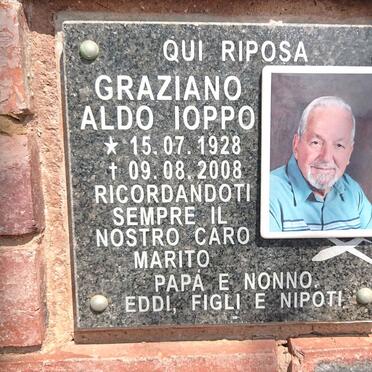 QUI RIPOSA
GRAZIANO
ALDO IOPPO
★ 15.07.1928
† 09.08.2008
RICORDANDOTI
SEMPRE IL
NOSTRO CARO
MARITO
PAPÁ E NONNO.
EDDI, FIGLI E NIPOTI.